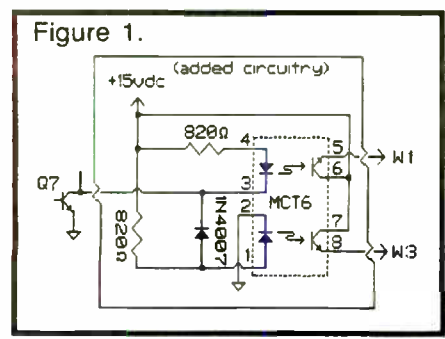 Figure 1.
(added circuitry)
+15vdc
820Ω
4
5
W1
3
6
Q7
MCT6
2
7
820Ω
1N4007
1
8
W3